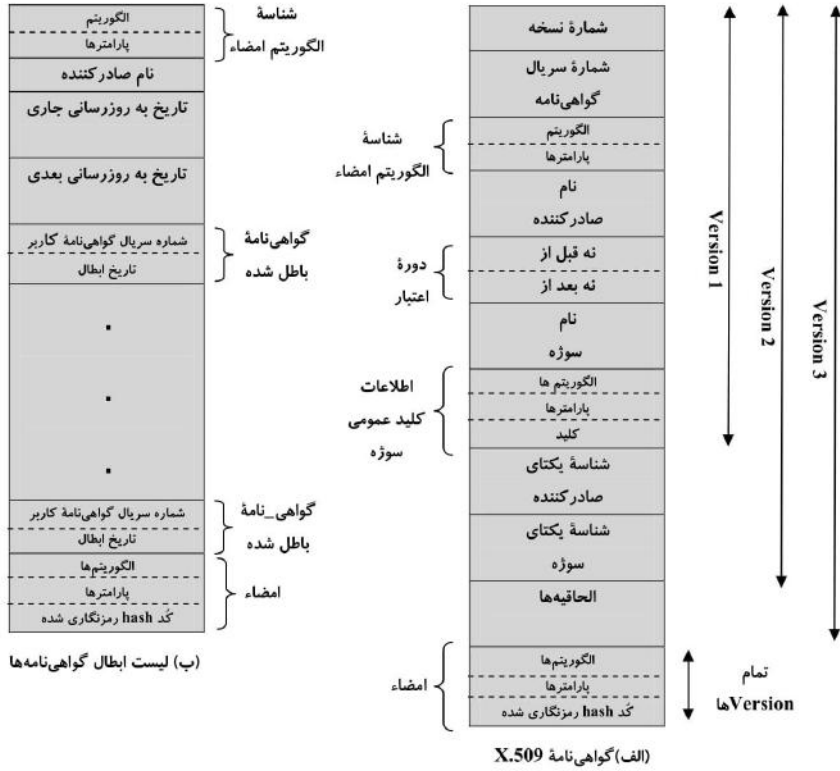 شمارهٔ نسخه
شمارهٔ سریال
گواهی‌نامه
الگوریتم
پارامترها
شناسهٔ
الگوریتم امضاء
نام
صادرکننده
نه قبل از
نه بعد از
دورهٔ
اعتبار
نام
سوژه
الگوریتم ها
پارامترها
کلید
اطلاعات
کلید عمومی
سوژه
شناسهٔ یکتای
صادرکننده
شناسهٔ یکتای
سوژه
الحاقیه‌ها
الگوریتم‌ها
پارامترها
کُد hash رمزنگاری شده
امضاء
Version 1
Version 2
Version 3
تمام
Versionها
(الف)گواهی‌نامهٔ X.509
الگوریتم
پارامترها
شناسهٔ
الگوریتم امضاء
نام صادرکننده
تاریخ به روزرسانی جاری
تاریخ به روزرسانی بعدی
شماره سریال گواهی‌نامهٔ کاربر
تاریخ ابطال
گواهی‌نامهٔ
باطل شده
.
.
.
شماره سریال گواهی‌نامهٔ کاربر
تاریخ ابطال
گواهی_نامهٔ
باطل شده
الگوریتم‌ها
پارامترها
کُد hash رمزنگاری شده
امضاء
(ب) لیست ابطال گواهی‌نامه‌ها